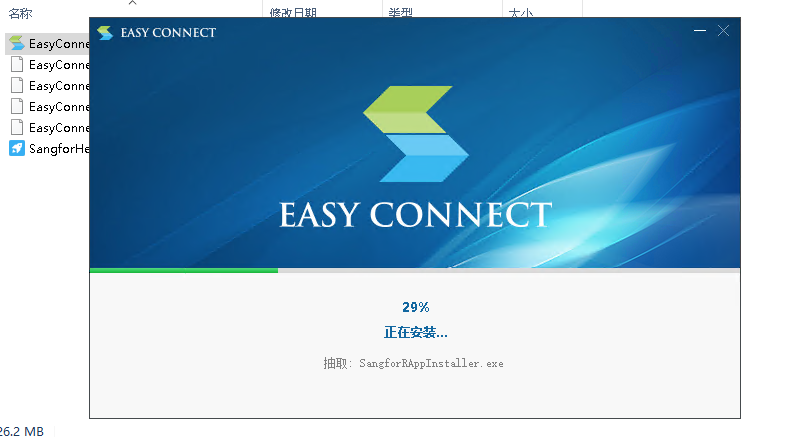 名称 修改日期 类型 大小
EASY CONNECT
EasyConne
EasyConne
EasyConne
EasyConne
EasyConne
SangforHe
EASY CONNECT
29%
正在安装...
抽取: SangforRAppInstaller.exe
26.2 MB